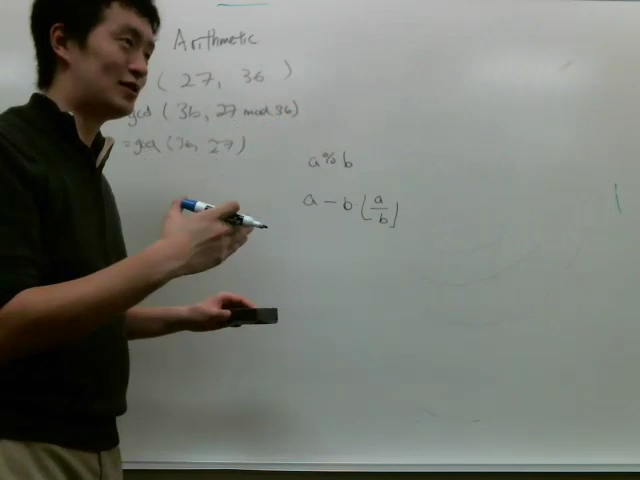 Arithmetic
( 27, 36 )
gcd ( 36, 27 mod 36)
= gcd (36, 27)
a % b
a - b ⌊a/b⌋